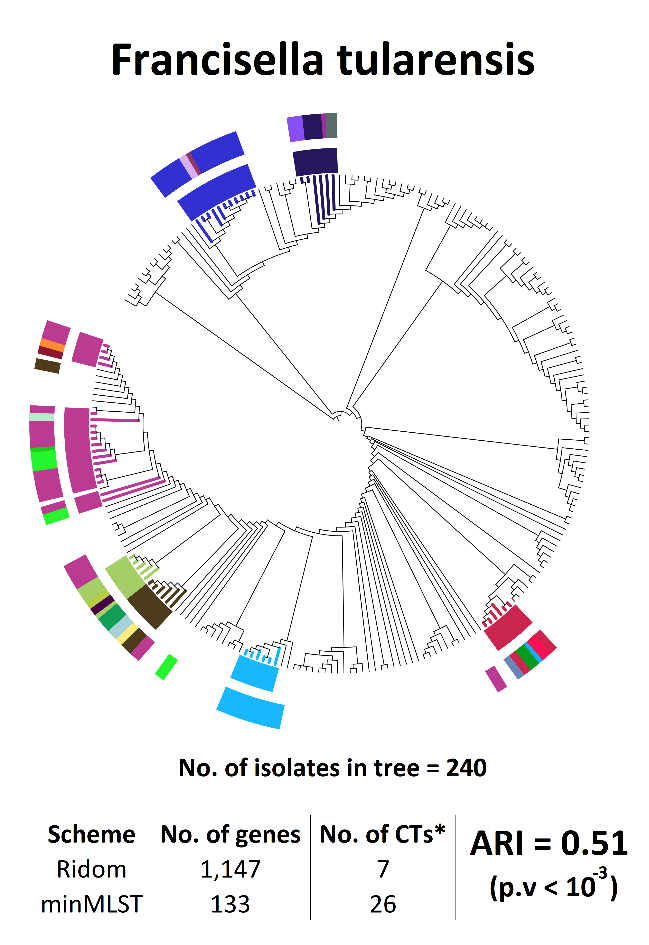 Francisella tularensis
No. of isolates in tree = 240
Scheme No. of genes No. of CTs*
Ridom 1,147 7
minMLST 133 26
ARI = 0.51
(p.v < 10⁻³)